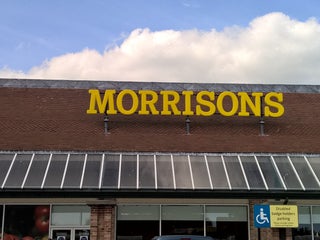 MORRISONS
Disabled
badge holders
parking